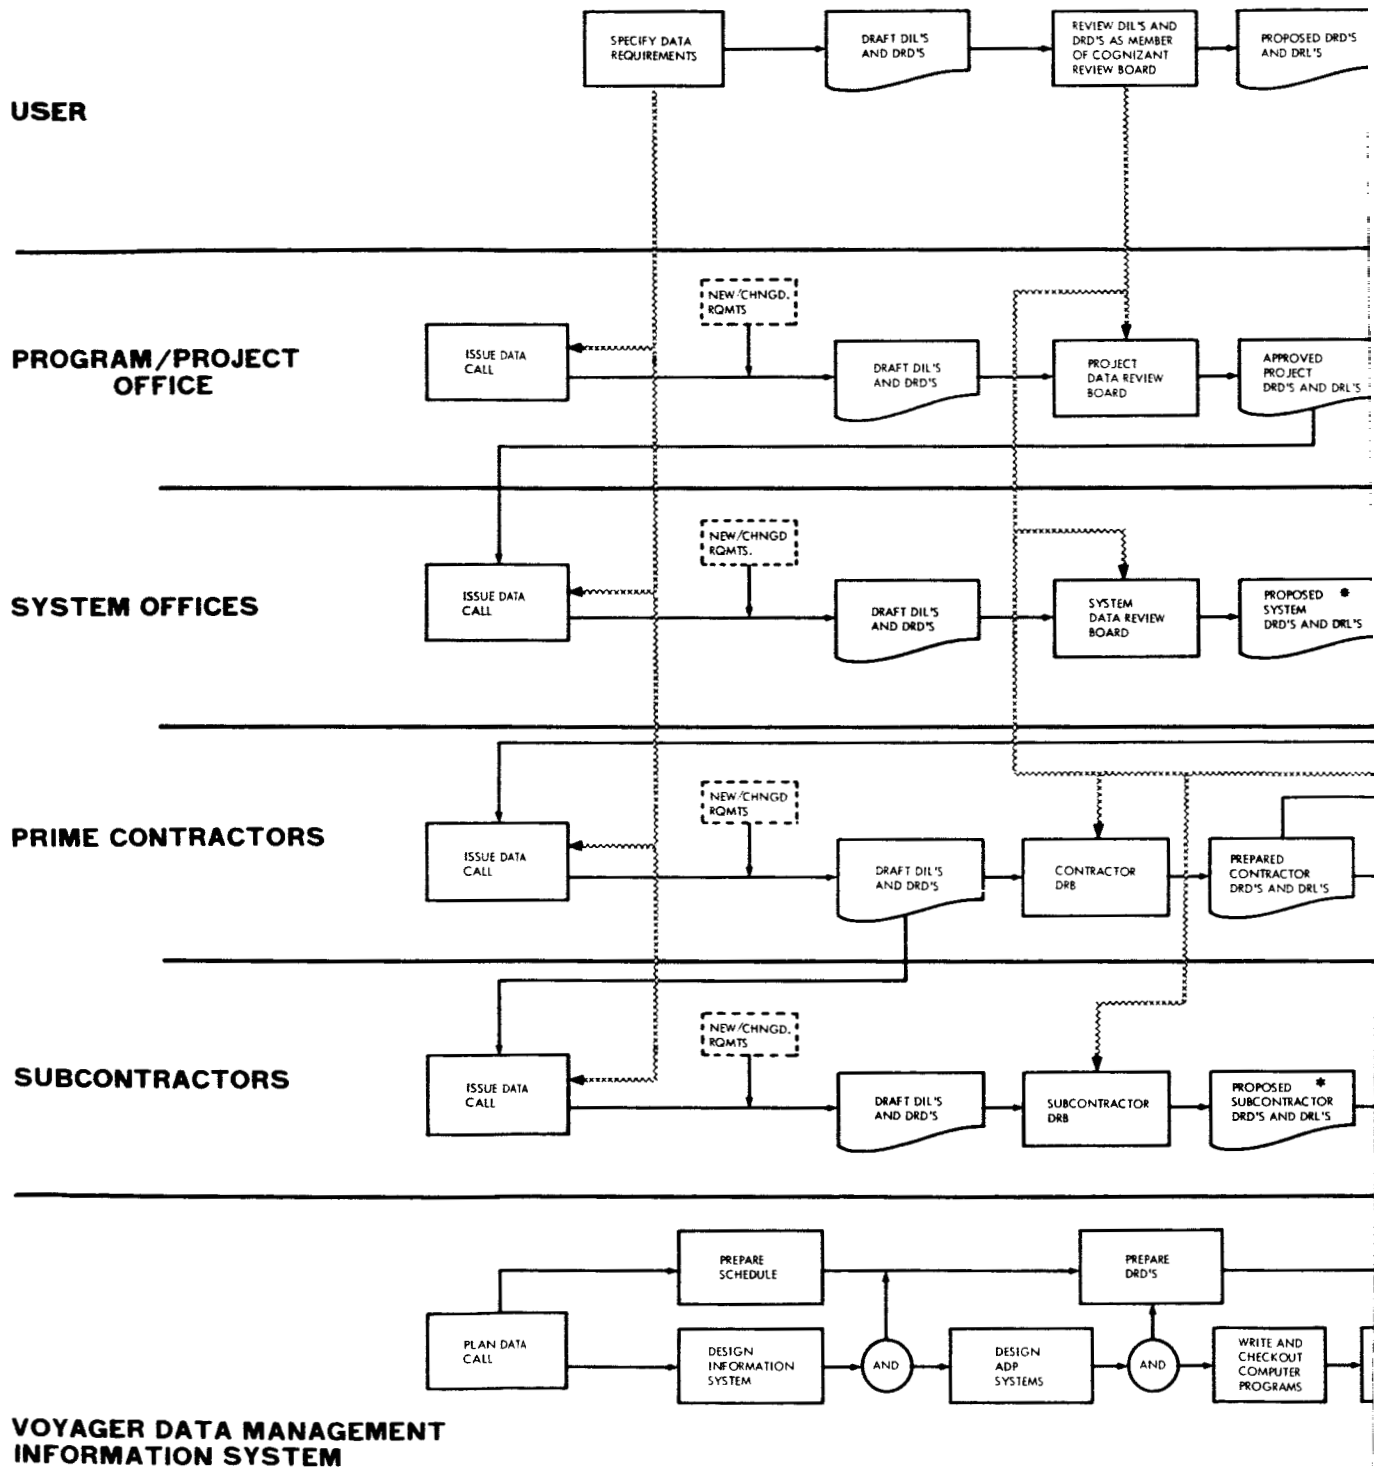 SPECIFY DATA
REQUIREMENTS
DRAFT DIL'S
AND DRD'S
REVIEW DIL'S AND
DRD'S AS MEMBER
OF COGNIZANT
REVIEW BOARD
PROPOSED DRD'S
AND DRL'S
USER
NEW/CHNGD.
RQMTS
PROGRAM/PROJECT
OFFICE
ISSUE DATA
CALL
DRAFT DIL'S
AND DRD'S
PROJECT
DATA REVIEW
BOARD
APPROVED
PROJECT
DRD'S AND DRL'S
NEW/CHNGD
RQMTS.
SYSTEM OFFICES
ISSUE DATA
CALL
DRAFT DIL'S
AND DRD'S
SYSTEM
DATA REVIEW
BOARD
PROPOSED *
SYSTEM
DRD'S AND DRL'S
NEW/CHNGD
RQMTS
PRIME CONTRACTORS
ISSUE DATA
CALL
DRAFT DIL'S
AND DRD'S
CONTRACTOR
DRB
PREPARED
CONTRACTOR
DRD'S AND DRL'S
NEW/CHNGD.
RQMTS
SUBCONTRACTORS
ISSUE DATA
CALL
DRAFT DIL'S
AND DRD'S
SUBCONTRACTOR
DRB
PROPOSED *
SUBCONTRACTOR
DRD'S AND DRL'S
PREPARE
SCHEDULE
PREPARE
DRD'S
PLAN DATA
CALL
DESIGN
INFORMATION
SYSTEM
AND
DESIGN
ADP
SYSTEMS
AND
WRITE AND
CHECKOUT
COMPUTER
PROGRAMS
VOYAGER DATA MANAGEMENT
INFORMATION SYSTEM